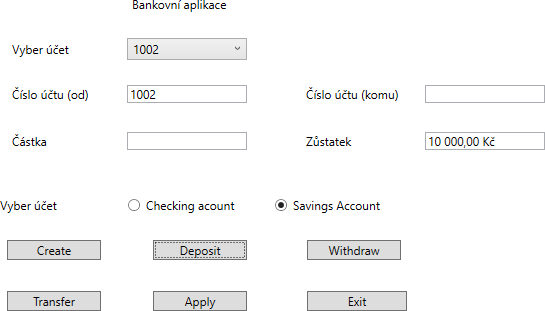 Bankovní aplikace
Vyber účet 1002
Číslo účtu (od) 1002 Číslo účtu (komu)
Částka Zůstatek 10 000,00 Kč
Vyber účet Checking acount Savings Account
Create Deposit Withdraw
Transfer Apply Exit